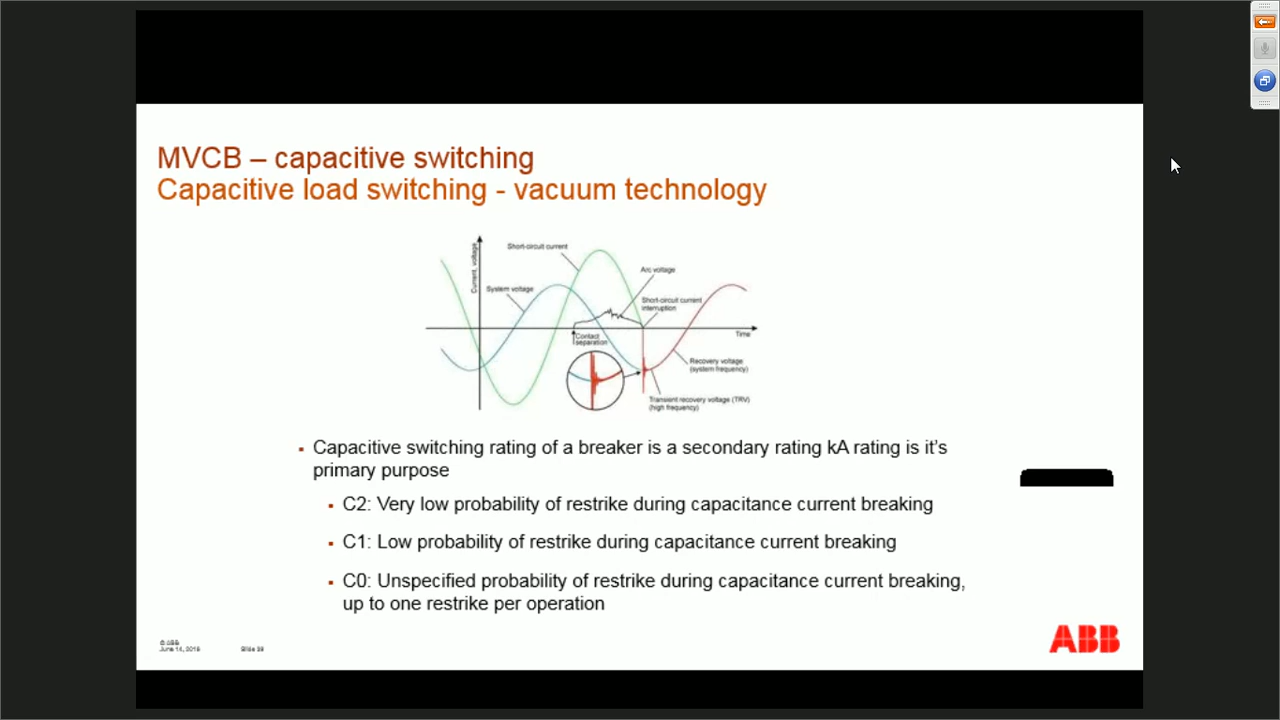 MVCB – capacitive switching
Capacitive load switching - vacuum technology
Current, voltage
Short-circuit current
System voltage
Arc voltage
Short-circuit current
interruption
Time
Contact
separation
Recovery voltage
(system frequency)
Transient recovery voltage (TRV)
(high frequency)
▪ Capacitive switching rating of a breaker is a secondary rating kA rating is it's
primary purpose
▪ C2: Very low probability of restrike during capacitance current breaking
▪ C1: Low probability of restrike during capacitance current breaking
▪ C0: Unspecified probability of restrike during capacitance current breaking,
up to one restrike per operation
© ABB
ABB